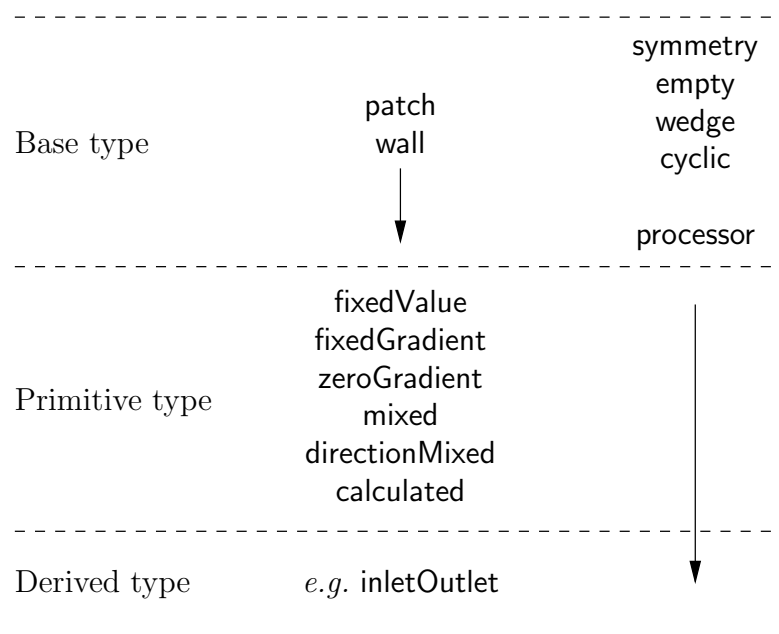 symmetry
empty
patch
wedge
Base type
wall
cyclic
processor
fixedValue
fixedGradient
zeroGradient
Primitive type
mixed
directionMixed
calculated
Derived type
e.g. inletOutlet